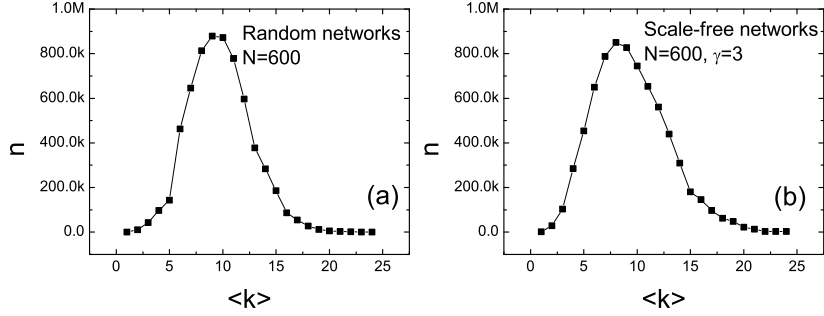 1.0M
800.0k
600.0k
400.0k
200.0k
0.0
n
Random networks
N=600
(a)
0 5 10 15 20 25
<k>
1.0M
800.0k
600.0k
400.0k
200.0k
0.0
n
Scale-free networks
N=600, γ=3
(b)
0 5 10 15 20 25
<k>